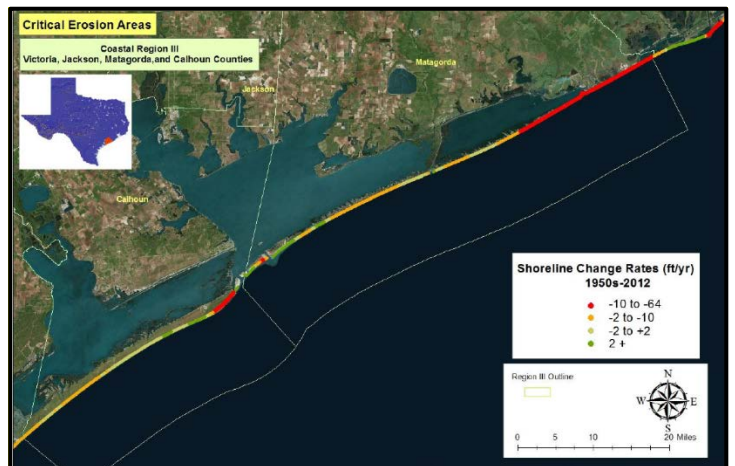 Critical Erosion Areas
Coastal Region III
Victoria, Jackson, Matagorda,and Calhoun Counties
Matagorda
Jackson
Calhoun
Shoreline Change Rates (ft/yr)
1950s-2012
-10 to -64
-2 to -10
-2 to +2
2 +
Region III Outline
N
W
E
S
0 5 10 20 Miles